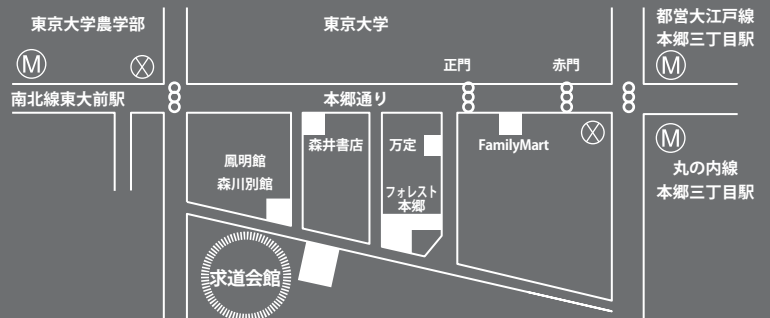 東京大学農学部
東京大学
都営大江戸線
本郷三丁目駅
M
M
正門
赤門
南北線東大前駅
本郷通り
森井書店
万定
FamilyMart
M
鳳明館
森川別館
フォレスト
本郷
丸の内線
本郷三丁目駅
求道会館